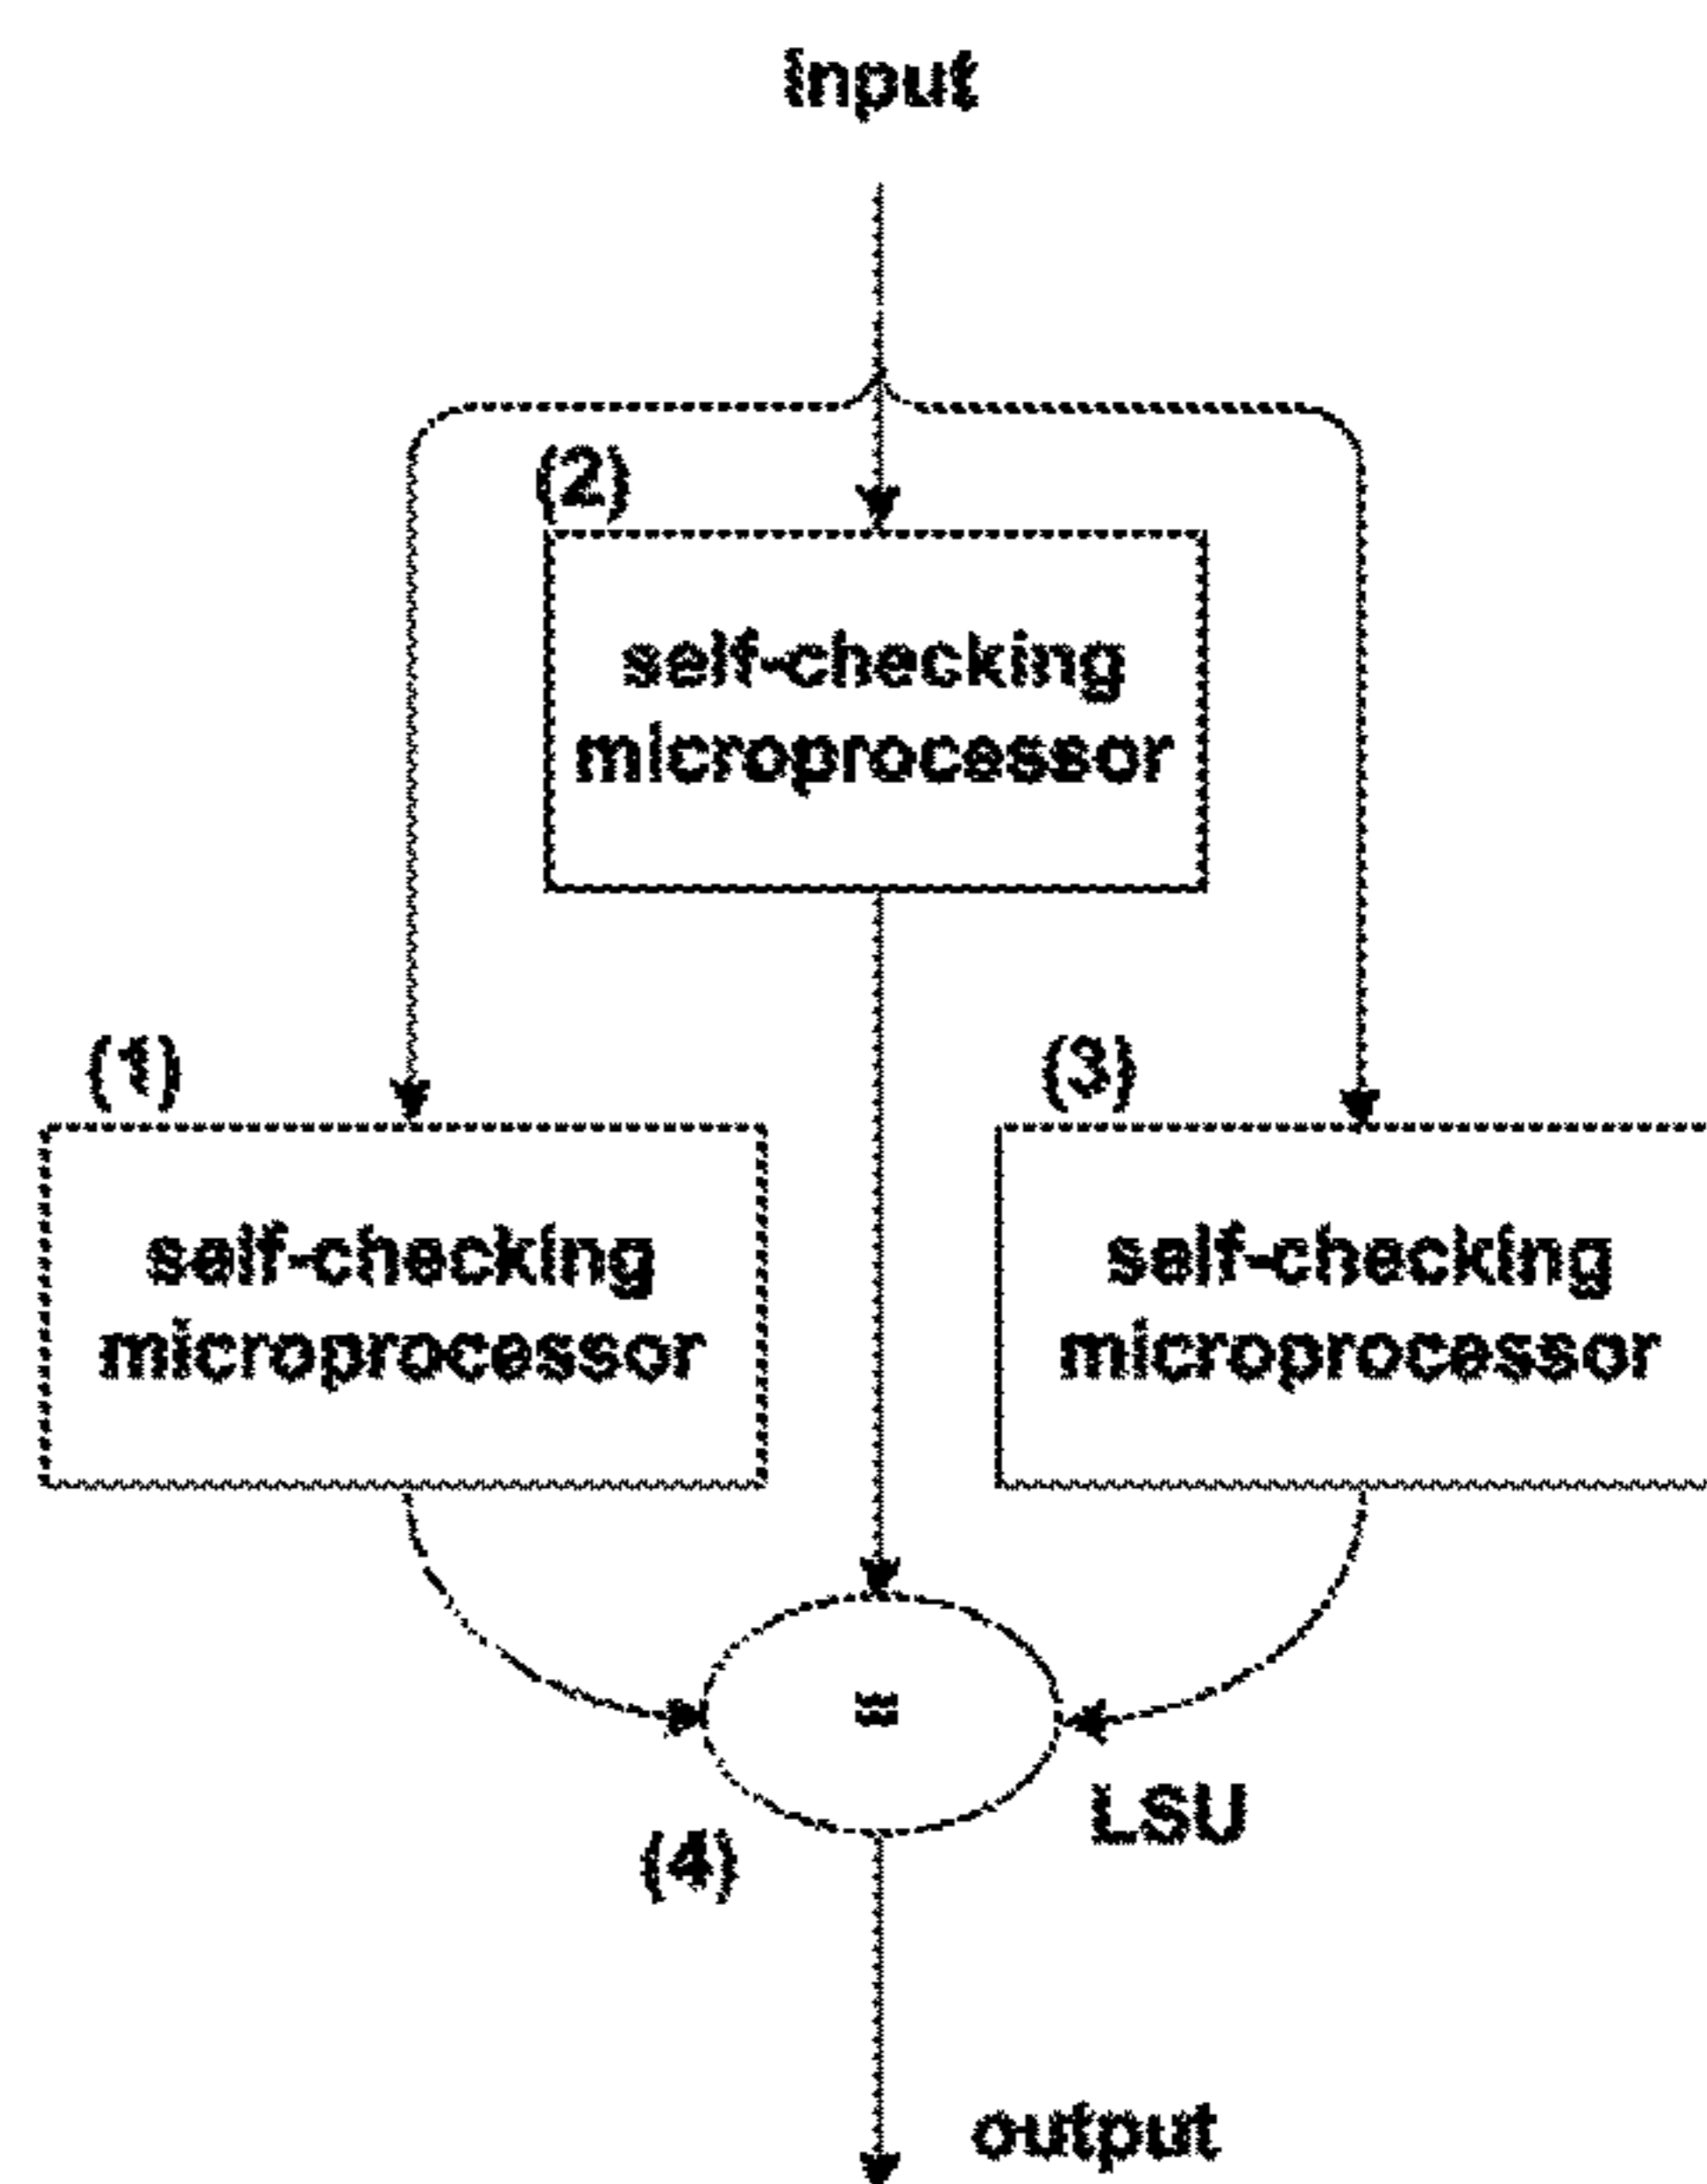 input
(2)
self-checking
microprocessor
(1)
self-checking
microprocessor
(3)
self-checking
microprocessor
=
LSU
(4)
output